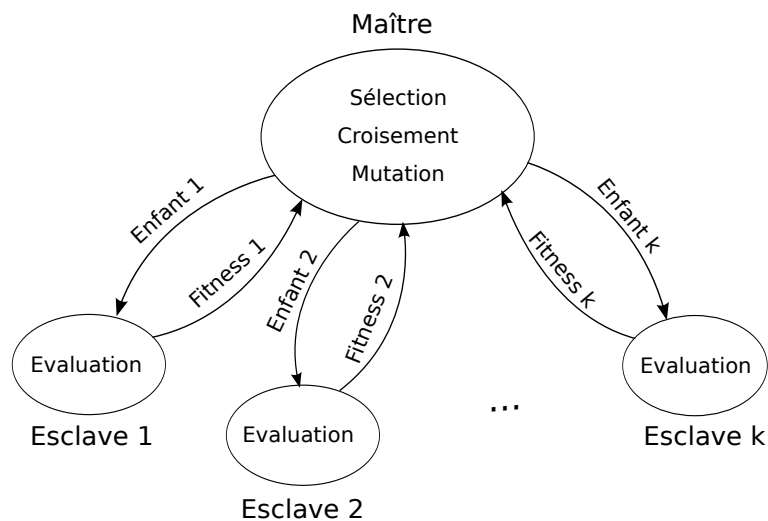 Maître
Sélection
Croisement
Mutation
Enfant 1
Fitness 1
Enfant 2
Fitness 2
Enfant k
Fitness k
Evaluation
Esclave 1
Evaluation
Esclave 2
...
Evaluation
Esclave k